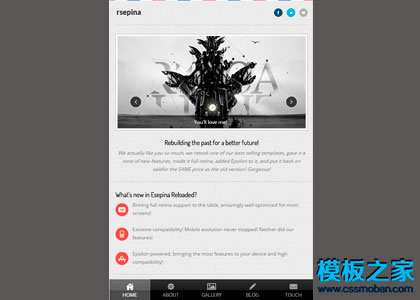 rsepina
You'll love me!
Rebuilding the past for a better future!
We actually like you so much, we retook one of our best selling templates, gave it a
tone of new features, made it full retina, added Epsilon to it, and put it back on
salefor the SAME price as the old version! Gorgeous!
What's new in Esepina Reloaded?
Brining full retina support to the table, amazingly well optimised for most
screens!
Extreme compatibility! Mobile evolution never stopped! Neither did our
features!
Epsilon powered, bringing the most features to your device and high
compatibility!
HOME ABOUT GALLERY BLOG TOUCH
模板之家
www.cssmoban.com